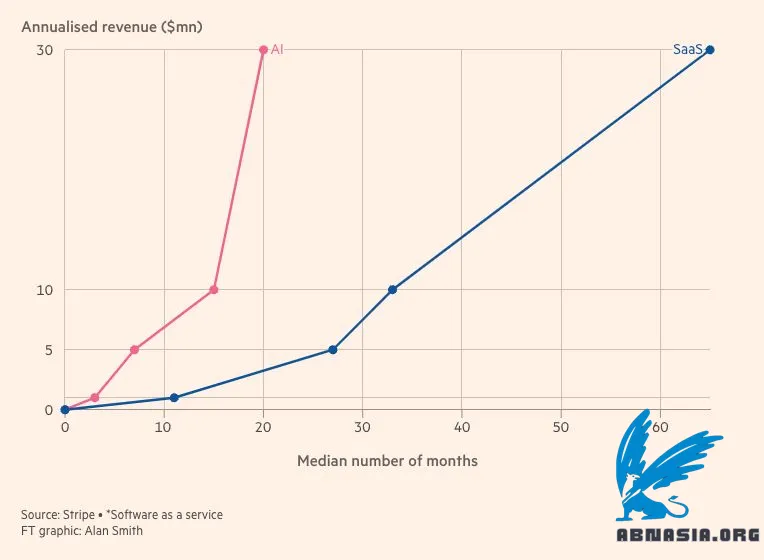 Annualised revenue ($mn)
30
AI
SaaS
10
5
0
0 10 20 30 40 50 60
Median number of months
Source: Stripe • *Software as a service
FT graphic: Alan Smith
ABNASIA.ORG